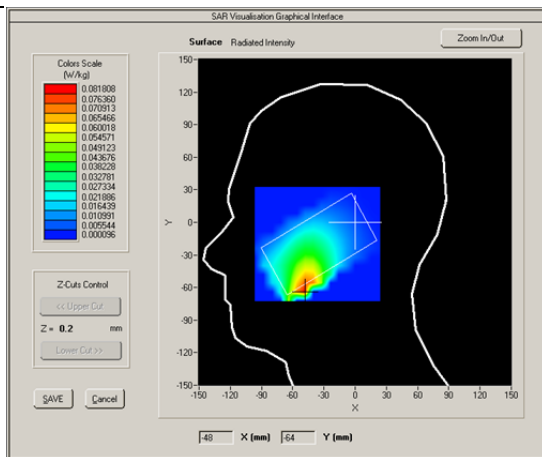 SAR Visualisation Graphical Interface
Surface Radiated Intensity
Zoom In/Out
Colors Scale
(W/kg)
0.081808
0.076360
0.070913
0.065466
0.060018
0.054571
0.049123
0.043676
0.038228
0.032781
0.027334
0.021886
0.016439
0.010991
0.005544
0.000096
Z-Cuts Control
<< Upper Cut
Z = 0.2 mm
Lower Cut >>
SAVE
Cancel
150
120
90
60
30
0
-30
-60
-90
-120
-150
Y
-150 -120 -90 -60 -30 0 30 60 90 120 150
X
-48 X (mm) -64 Y (mm)